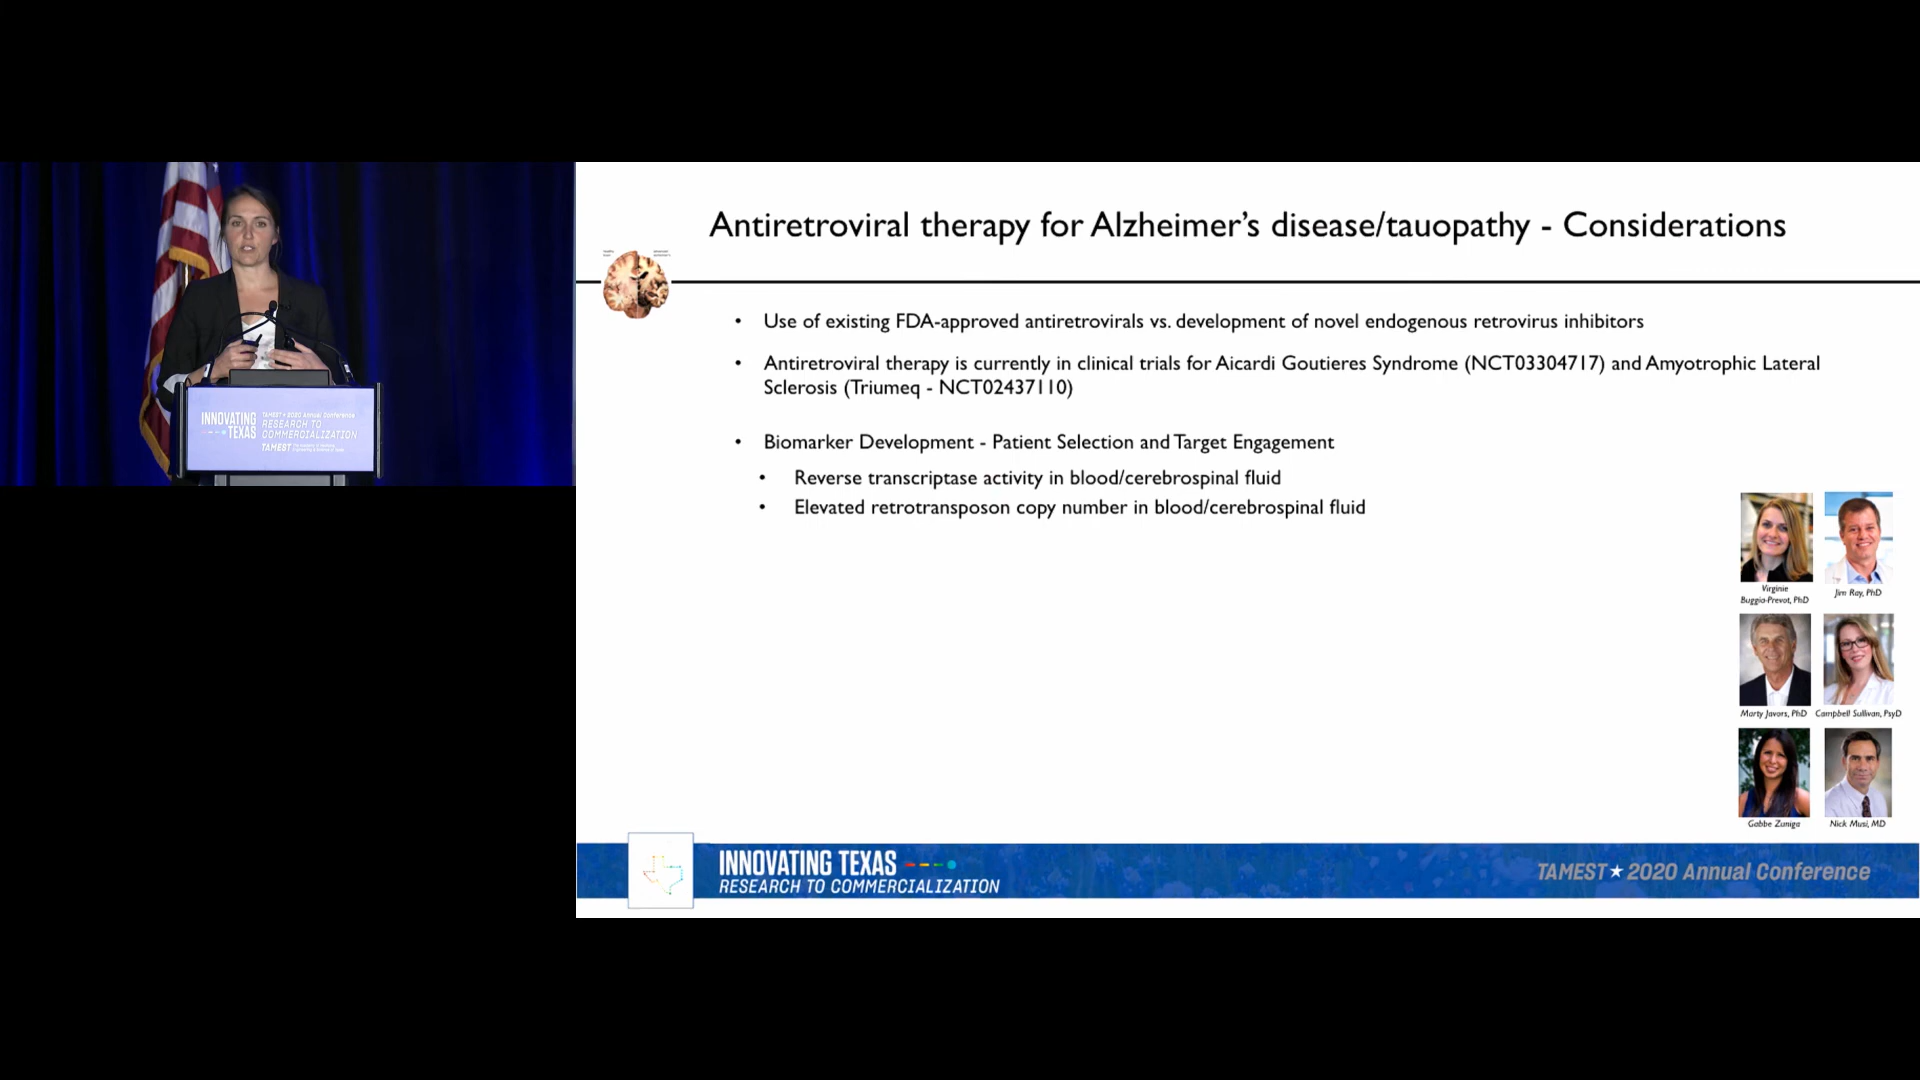 INNOVATING
TEXAS
TAMEST 2020 Annual Conference
RESEARCH TO
COMMERCIALIZATION
TAMEST
Antiretroviral therapy for Alzheimer’s disease/tauopathy - Considerations
• Use of existing FDA-approved antiretrovirals vs. development of novel endogenous retrovirus inhibitors
• Antiretroviral therapy is currently in clinical trials for Aicardi Goutieres Syndrome (NCT03304717) and Amyotrophic Lateral
Sclerosis (Triumeq - NCT02437110)
• Biomarker Development - Patient Selection and Target Engagement
• Reverse transcriptase activity in blood/cerebrospinal fluid
• Elevated retrotransposon copy number in blood/cerebrospinal fluid
Virginie
Buggia-Prevot, PhD
Jim Ray, PhD
Marty Javors, PhD
Campbell Sullivan, PsyD
Gabbe Zuniga
Nick Musi, MD
INNOVATING TEXAS
RESEARCH TO COMMERCIALIZATION
TAMEST★2020 Annual Conference